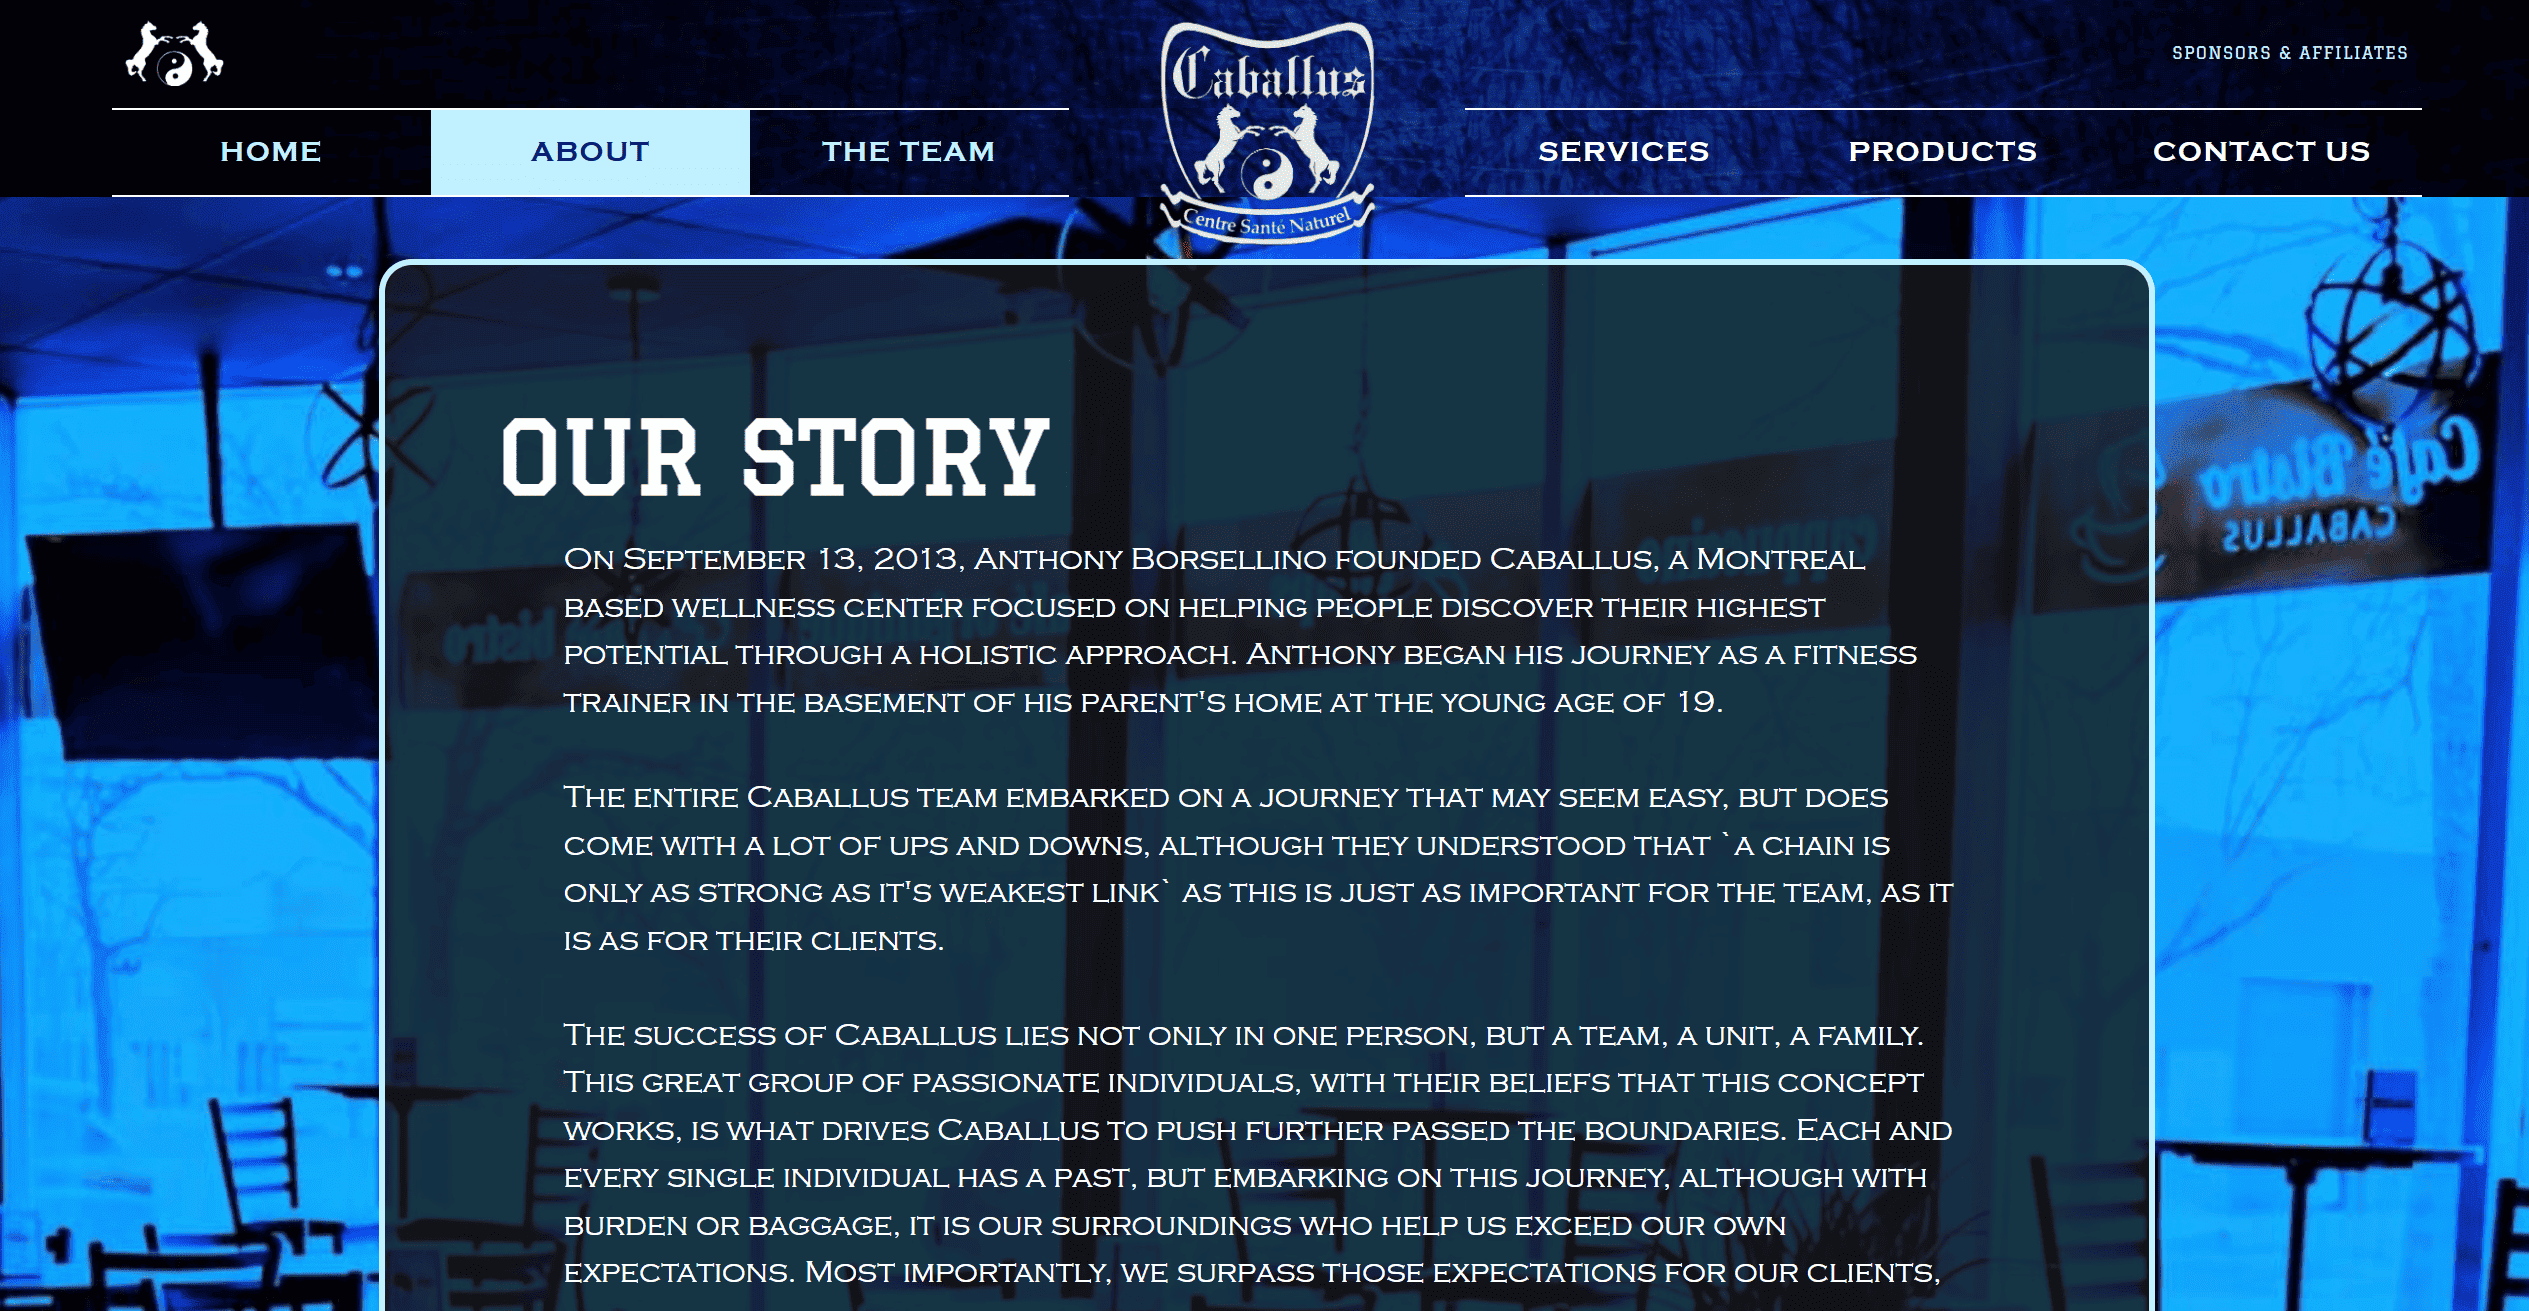 SPONSORS & AFFILIATES
Caballus
Centre Santé Naturel
HOME
ABOUT
THE TEAM
SERVICES
PRODUCTS
CONTACT US
OUR STORY
On September 13, 2013, Anthony Borsellino founded Caballus, a Montreal
based wellness center focused on helping people discover their highest
potential through a holistic approach. Anthony began his journey as a fitness
trainer in the basement of his parent's home at the young age of 19.
The entire Caballus team embarked on a journey that may seem easy, but does
come with a lot of ups and downs, although they understood that `a chain is
only as strong as it's weakest link` as this is just as important for the team, as it
is as for their clients.
The success of Caballus lies not only in one person, but a team, a unit, a family.
This great group of passionate individuals, with their beliefs that this concept
works, is what drives Caballus to push further passed the boundaries. Each and
every single individual has a past, but embarking on this journey, although with
burden or baggage, it is our surroundings who help us exceed our own
expectations. Most importantly, we surpass those expectations for our clients,
Café Bistro
CABALLUS
cappuccino
bistro